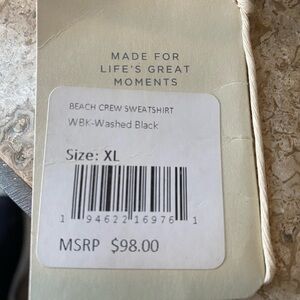 MADE FOR
LIFE'S GREAT
MOMENTS
BEACH CREW SWEATSHIRT
WBK-Washed Black
Size: XL
1 94622 16976 1
MSRP $98.00